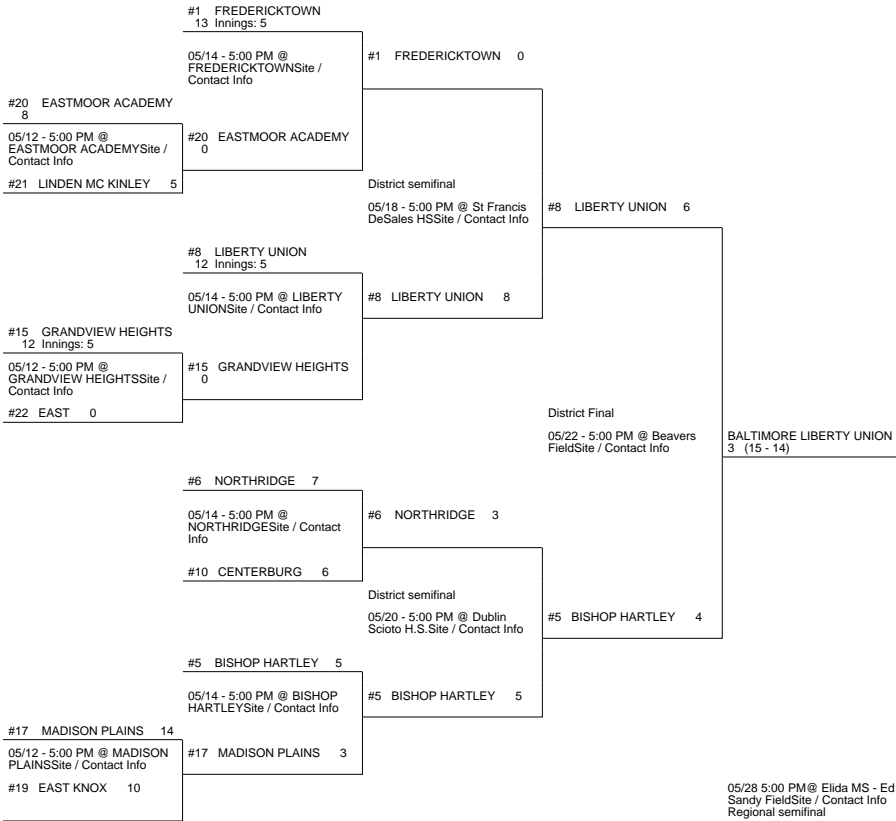 #1 FREDERICKTOWN
13 Innings: 5
05/14 - 5:00 PM @
FREDERICKTOWNSite /
Contact Info
#1 FREDERICKTOWN 0
#20 EASTMOOR ACADEMY
8
05/12 - 5:00 PM @
EASTMOOR ACADEMYSite /
Contact Info
#20 EASTMOOR ACADEMY
0
#21 LINDEN MC KINLEY 5
District semifinal
05/18 - 5:00 PM @ St Francis
DeSales HSSite / Contact Info
#8 LIBERTY UNION 6
#8 LIBERTY UNION
12 Innings: 5
05/14 - 5:00 PM @ LIBERTY
UNIONSite / Contact Info
#8 LIBERTY UNION 8
#15 GRANDVIEW HEIGHTS
12 Innings: 5
05/12 - 5:00 PM @
GRANDVIEW HEIGHTSSite /
Contact Info
#15 GRANDVIEW HEIGHTS
0
#22 EAST 0
District Final
05/22 - 5:00 PM @ Beavers
FieldSite / Contact Info
BALTIMORE LIBERTY UNION
3 (15 - 14)
#6 NORTHRIDGE 7
05/14 - 5:00 PM @
NORTHRIDGESite / Contact
Info
#6 NORTHRIDGE 3
#10 CENTERBURG 6
District semifinal
05/20 - 5:00 PM @ Dublin
Scioto H.S.Site / Contact Info
#5 BISHOP HARTLEY 4
#5 BISHOP HARTLEY 5
05/14 - 5:00 PM @ BISHOP
HARTLEYSite / Contact Info
#5 BISHOP HARTLEY 5
#17 MADISON PLAINS 14
05/12 - 5:00 PM @ MADISON
PLAINSSite / Contact Info
#17 MADISON PLAINS 3
#19 EAST KNOX 10
05/28 5:00 PM@ Elida MS - Ed
Sandy FieldSite / Contact Info
Regional semifinal